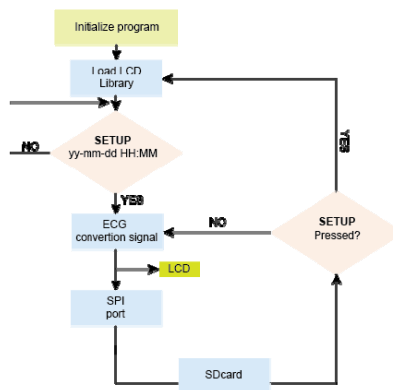 Initialize program
Load LCD
Library
NO
SETUP
yy-mm-dd HH:MM
YES
YES
ECG
convertion signal
NO
SETUP
Pressed?
LCD
SPI
port
SDcard